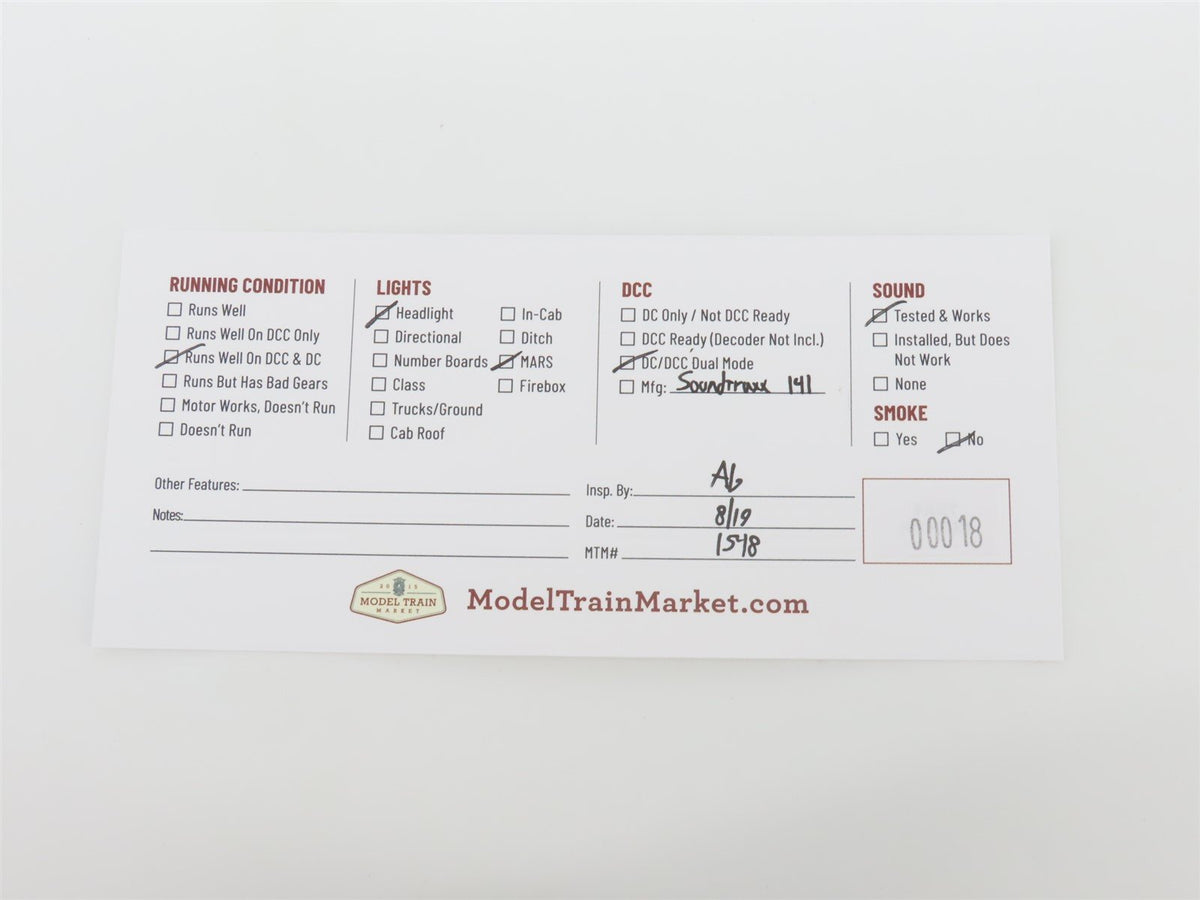 RUNNING CONDITION
Runs Well
Runs Well On DCC Only
Runs Well On DCC & DC
Runs But Has Bad Gears
Motor Works, Doesn't Run
Doesn't Run
LIGHTS
Headlight
Directional
Number Boards
Class
Trucks/Ground
Cab Roof
In-Cab
Ditch
MARS
Firebox
DCC
DC Only / Not DCC Ready
DCC Ready (Decoder Not Incl.)
DC/DCC Dual Mode
Mfg: Soundtraxx 141
SOUND
Tested & Works
Installed, But Does
Not Work
None
SMOKE
Yes No
Other Features:
Notes:
Insp. By: AG
Date: 8/19
MTM# 1548
00018
2015
MODEL TRAIN
MARKET
ModelTrainMarket.com